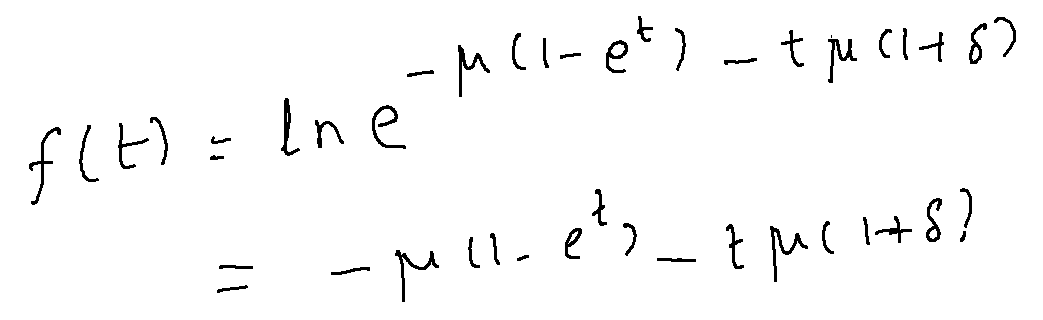 f(t) = ln e^{-μ(1-e^t) - tμ(1+δ)}
= -μ(1-e^t) - tμ(1+δ)